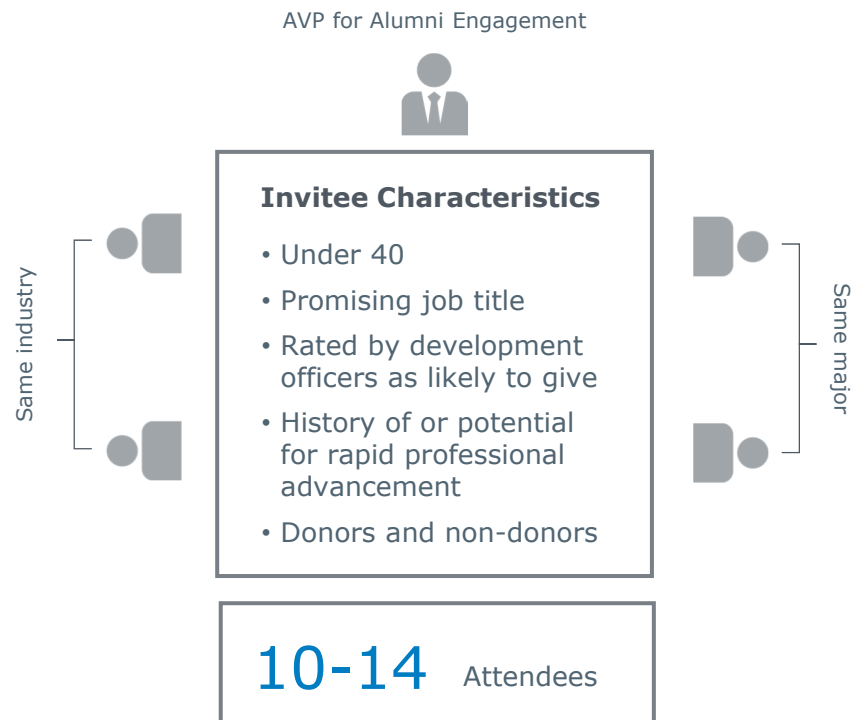 AVP for Alumni Engagement
Invitee Characteristics
• Under 40
• Promising job title
• Rated by development
officers as likely to give
• History of or potential
for rapid professional
advancement
• Donors and non-donors
Same industry
Same major
10-14 Attendees